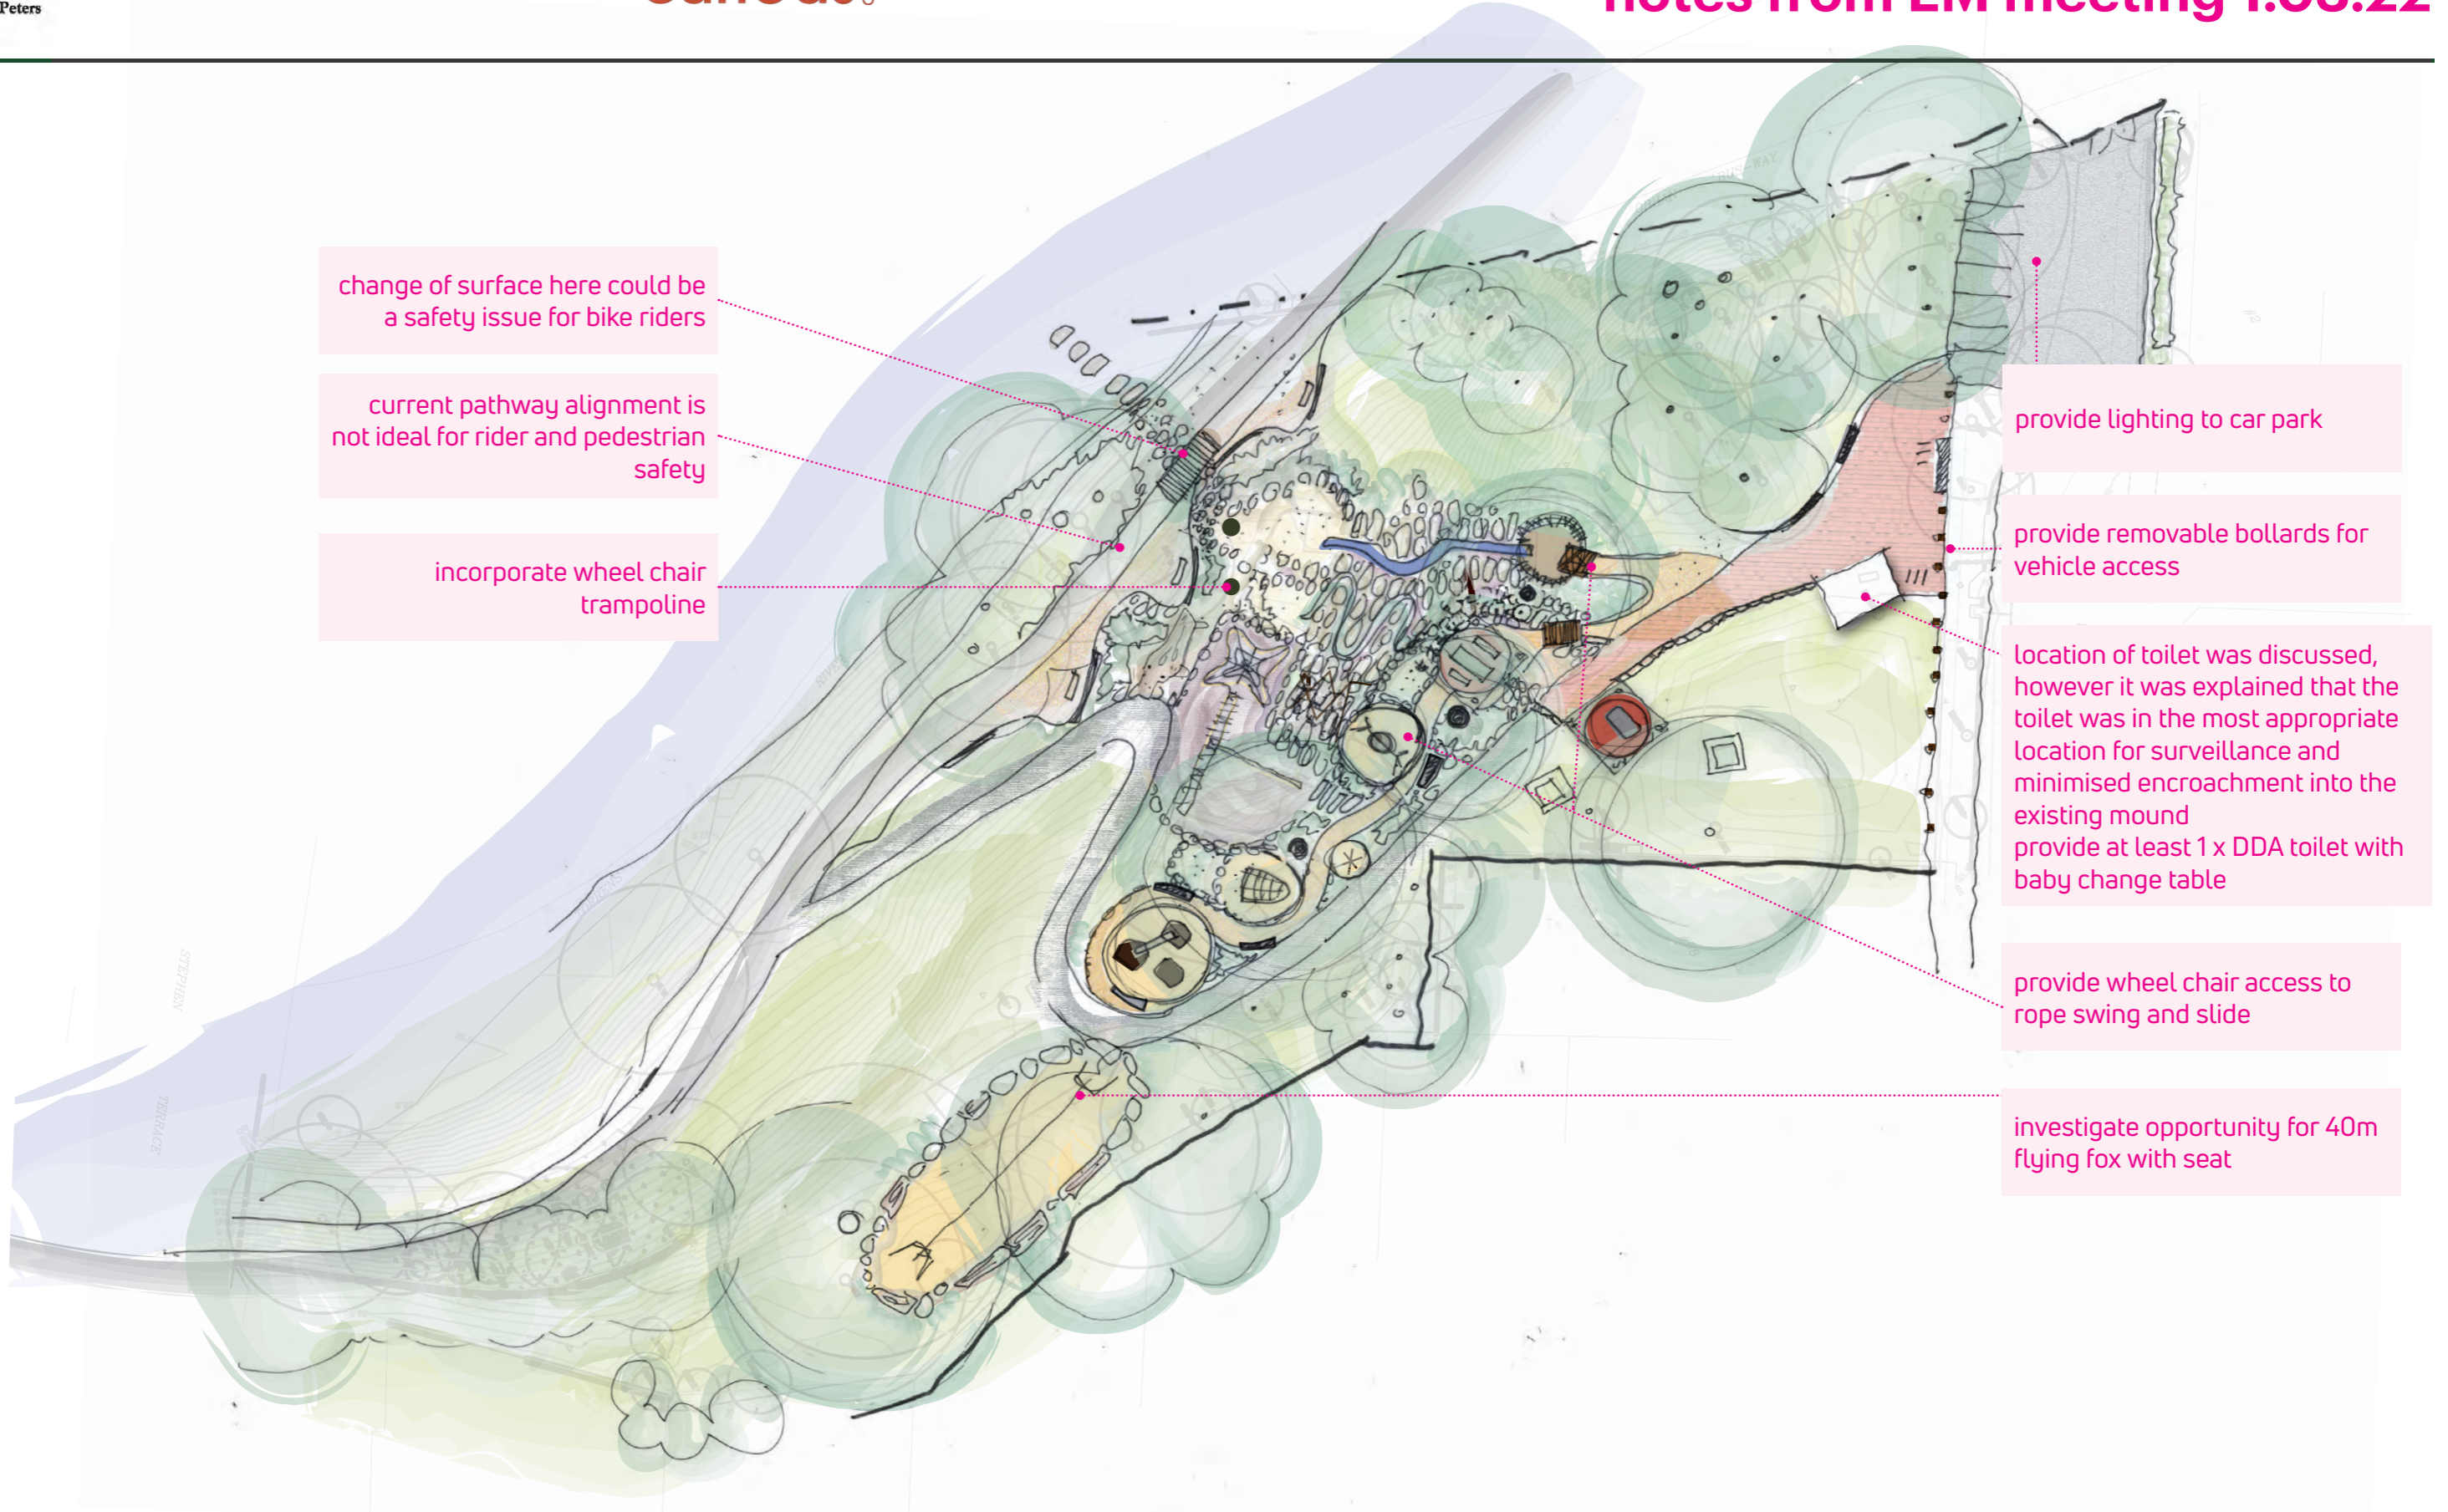 Peters
notes from EM meeting 1.08.22
change of surface here could be
a safety issue for bike riders
current pathway alignment is
not ideal for rider and pedestrian
safety
incorporate wheel chair
trampoline
provide lighting to car park
provide removable bollards for
vehicle access
location of toilet was discussed,
however it was explained that the
toilet was in the most appropriate
location for surveillance and
minimised encroachment into the
existing mound
provide at least 1 x DDA toilet with
baby change table
provide wheel chair access to
rope swing and slide
investigate opportunity for 40m
flying fox with seat
STEPHEN
TERRACE